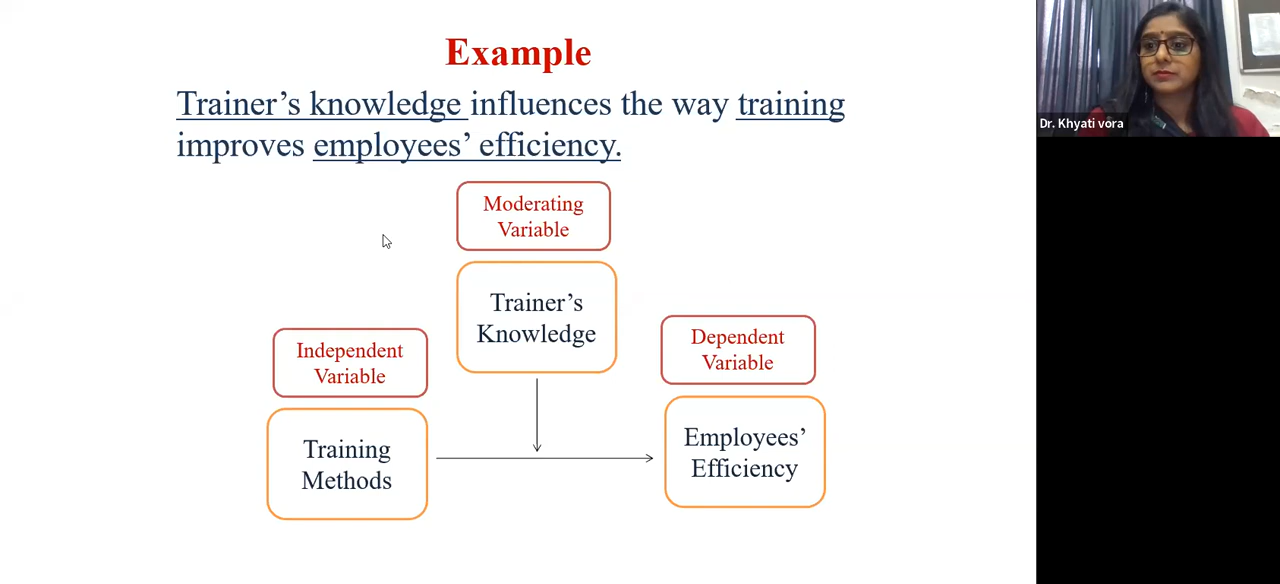 Example
Trainer’s knowledge influences the way training
improves employees’ efficiency.
Moderating
Variable
Trainer’s
Knowledge
Independent
Variable
Dependent
Variable
Training
Methods
Employees’
Efficiency
Dr. Khyati vora